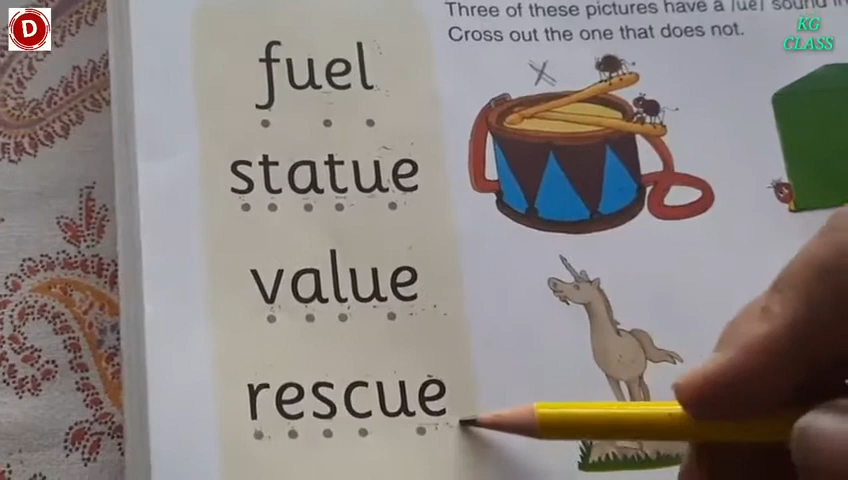 D
Three of these pictures have a /ue/ sound in
Cross out the one that does not.
KG
CLASS
fuel
statue
value
rescue